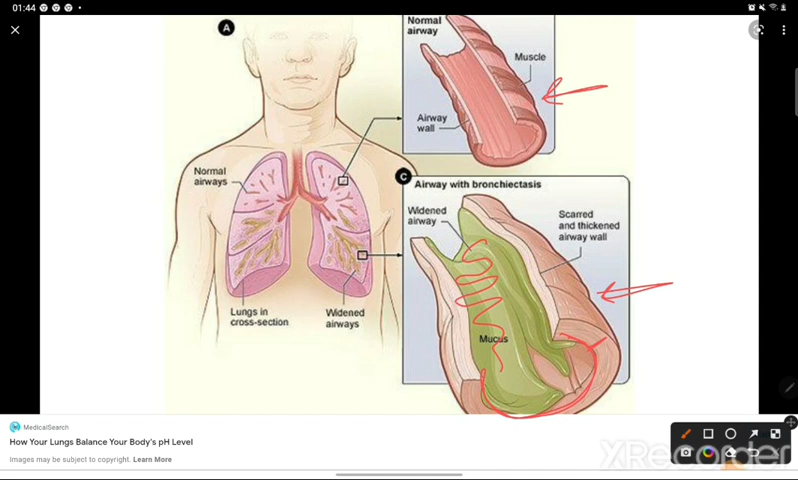 01:44
A
Normal
airway
Muscle
Airway
wall
Normal
airways
C
Airway with bronchiectasis
Widened
airway
Scarred
and thickened
airway wall
Lungs in
cross-section
Widened
airways
Mucus
MedicalSearch
How Your Lungs Balance Your Body's pH Level
Images may be subject to copyright. Learn More
XRecorder